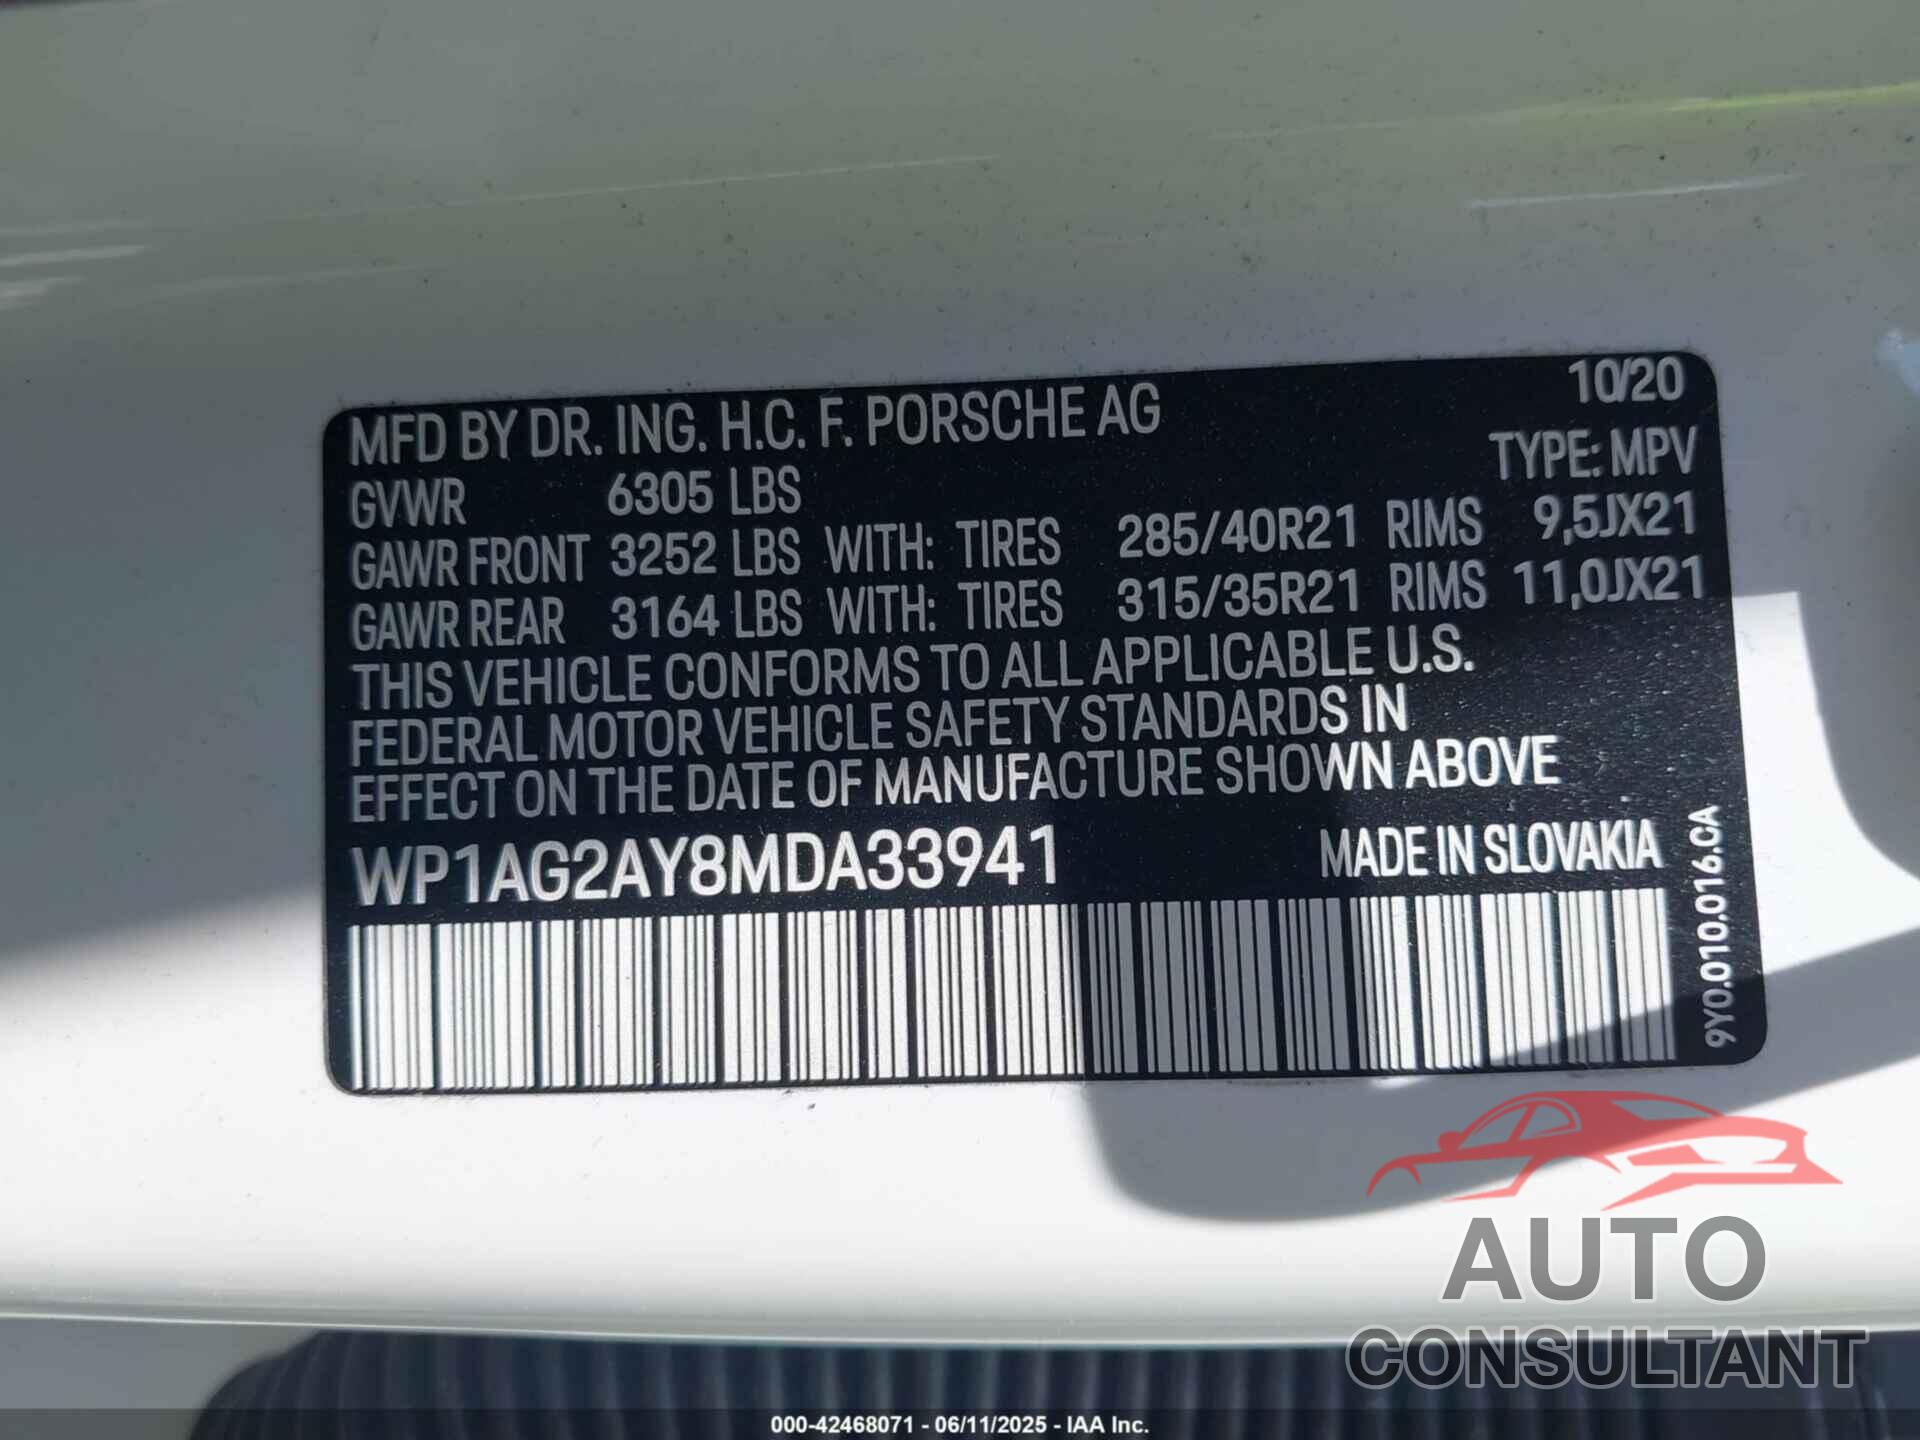 MFD BY DR. ING. H.C. F. PORSCHE AG 10/20
TYPE: MPV
GVWR 6305 LBS
GAWR FRONT 3252 LBS WITH: TIRES 285/40R21 RIMS 9,5JX21
GAWR REAR 3164 LBS WITH: TIRES 315/35R21 RIMS 11,0JX21
THIS VEHICLE CONFORMS TO ALL APPLICABLE U.S.
FEDERAL MOTOR VEHICLE SAFETY STANDARDS IN
EFFECT ON THE DATE OF MANUFACTURE SHOWN ABOVE
WP1AG2AY8MDA33941 MADE IN SLOVAKIA
9Y0.010.016.CA
AUTO
CONSULTANT
000-42468071 - 06/11/2025 - IAA Inc.